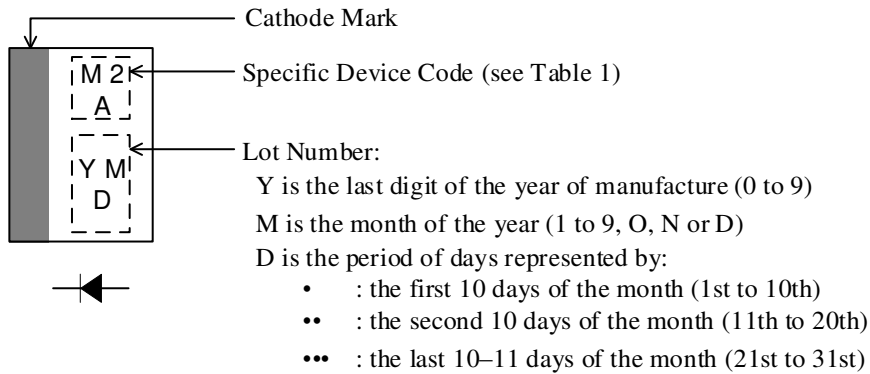 Cathode Mark
M 2
A
Specific Device Code (see Table 1)
Y M
D
Lot Number:
Y is the last digit of the year of manufacture (0 to 9)
M is the month of the year (1 to 9, O, N or D)
D is the period of days represented by:
• : the first 10 days of the month (1st to 10th)
•• : the second 10 days of the month (11th to 20th)
••• : the last 10–11 days of the month (21st to 31st)